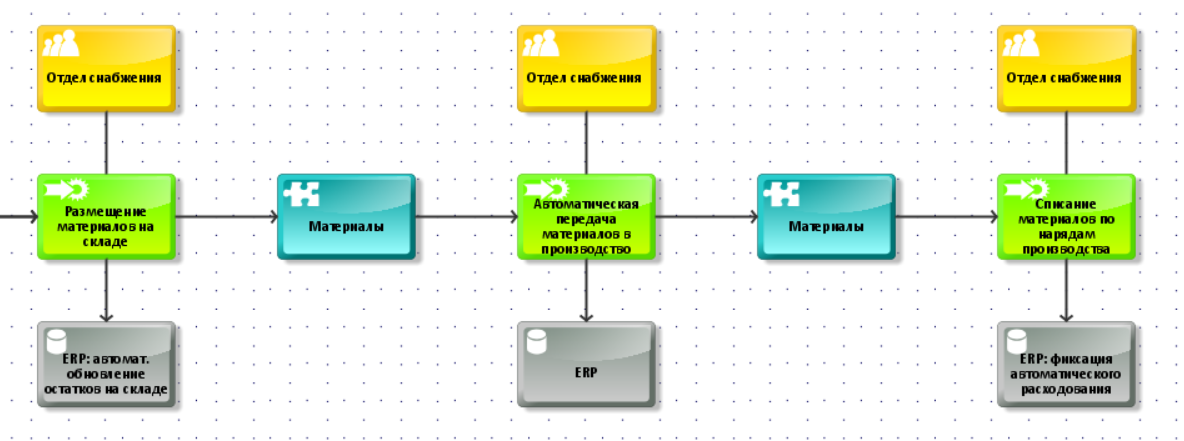 Отдел снабжения
Отдел снабжения
Отдел снабжения
Размещение
материалов на
складе
Материалы
Автоматическая
передача
материалов в
производство
Материалы
Списание
материалов по
нарядам
производства
ERP: автомат.
обновление
остатков на складе
ERP
ERP: фиксация
автоматического
расходования